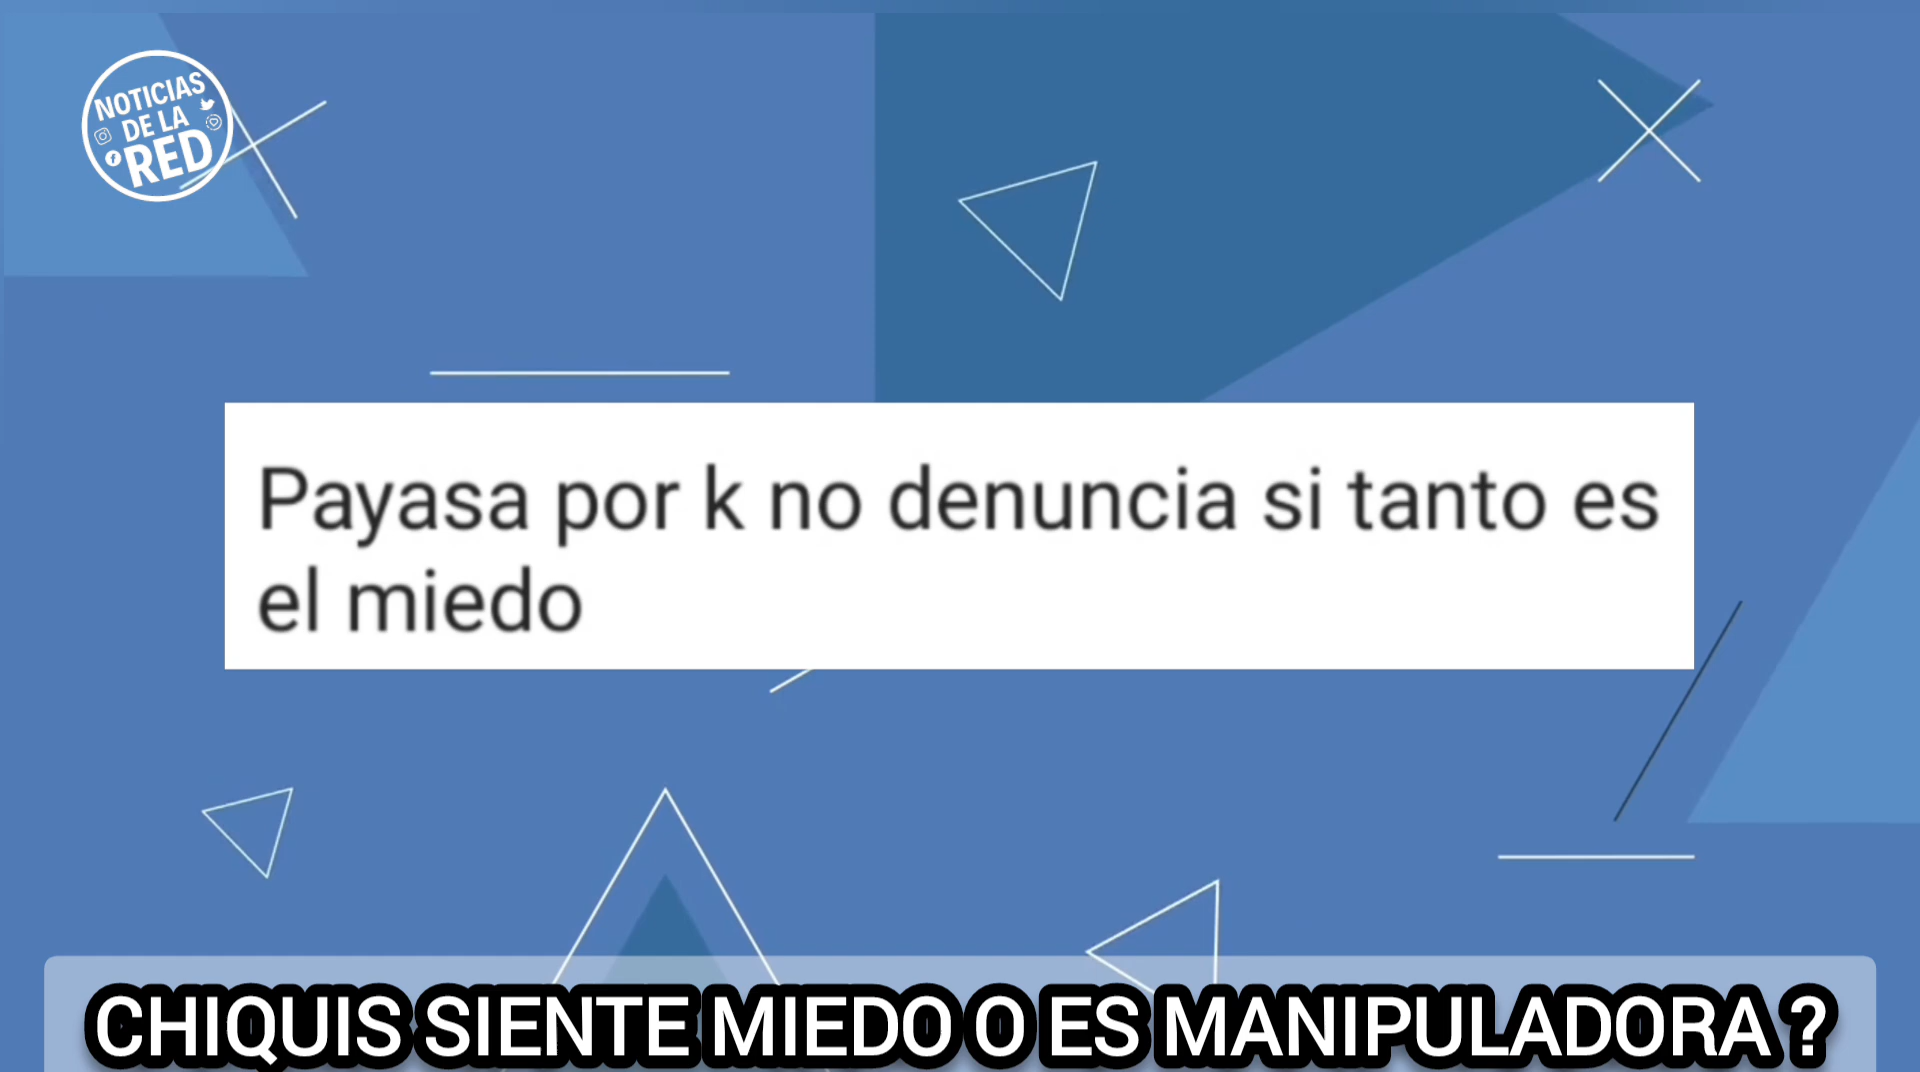 NOTICIAS
DE LA
RED
Payasa por k no denuncia si tanto es
el miedo
CHIQUIS SIENTE MIEDO O ES MANIPULADORA ?